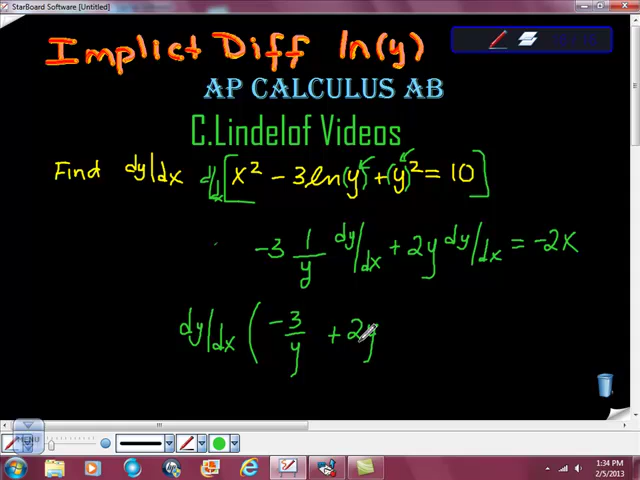 StarBoard Software [Untitled]
Implict Diff ln(y)
AP CALCULUS AB
C.Lindelof Videos
Find dy/dx d/dx [x² - 3ln(y) + (y)² = 10]
-3 1/y dy/dx + 2y dy/dx = -2x
dy/dx ( -3/y + 2y
MENU
1:34 PM
2/5/2013